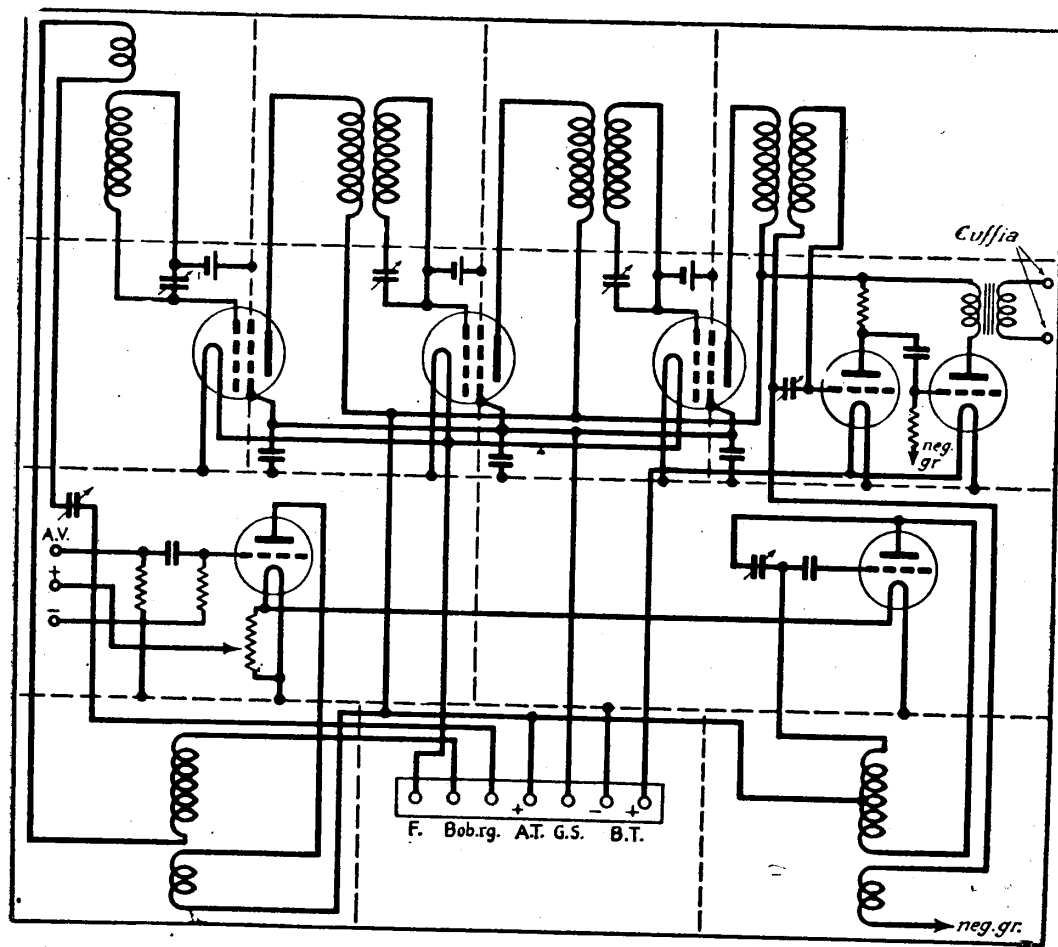 Cuffia
neg.
gr
A.V.
+
−
+ − +
F. Bob.rg. A.T. G.S. B.T.
neg.gr.